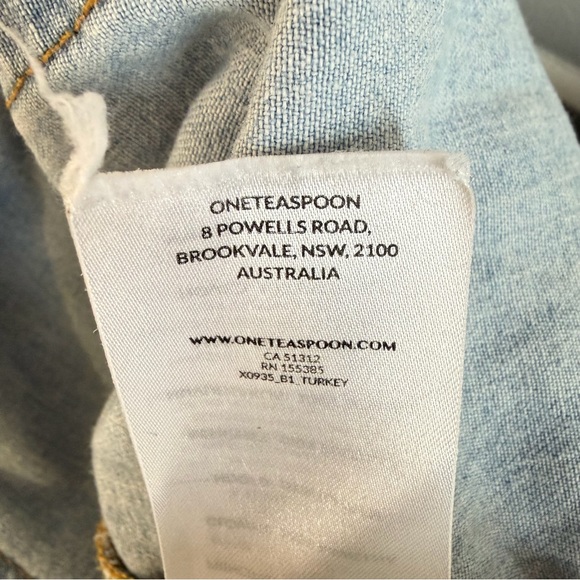 ONETEASPOON
8 POWELLS ROAD,
BROOKVALE, NSW, 2100
AUSTRALIA
WWW.ONETEASPOON.COM
CA 51312
RN 155385
X0935_B1_TURKEY